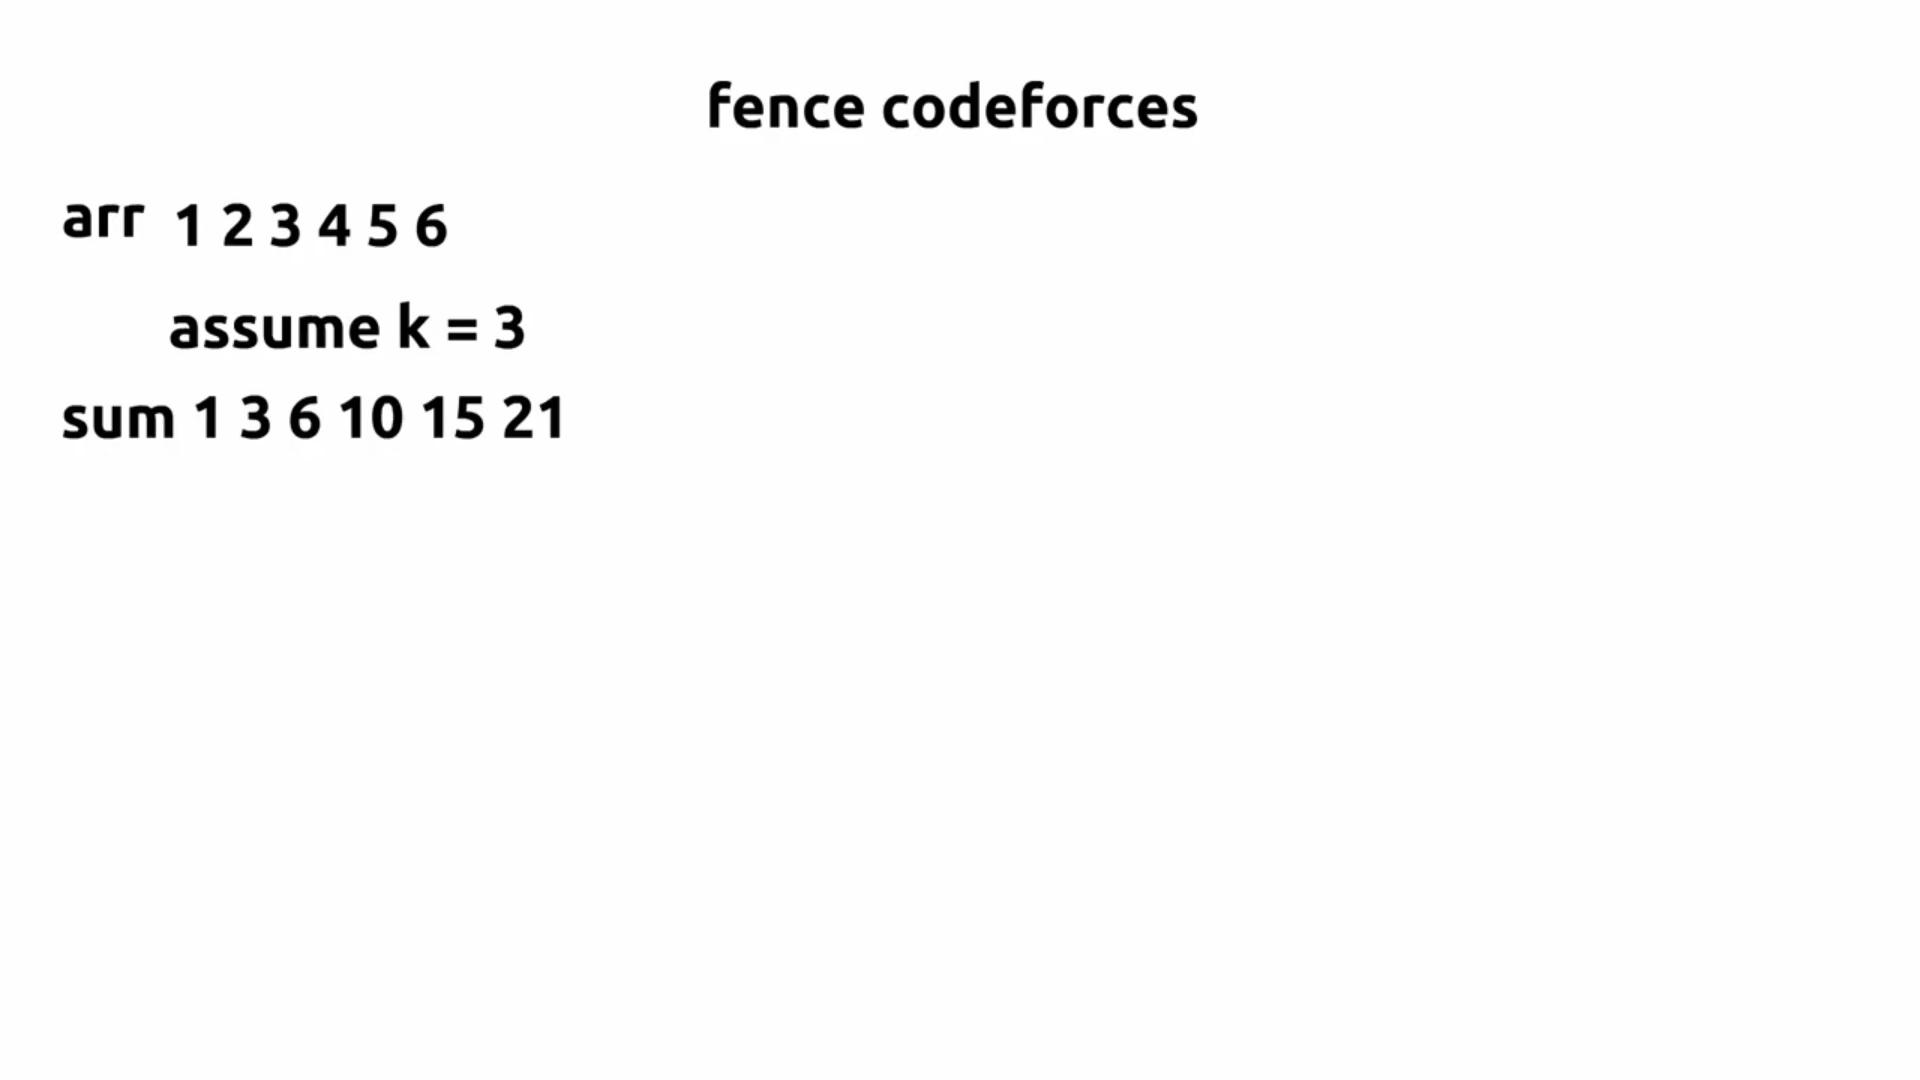 fence codeforces
arr 1 2 3 4 5 6
assume k = 3
sum 1 3 6 10 15 21